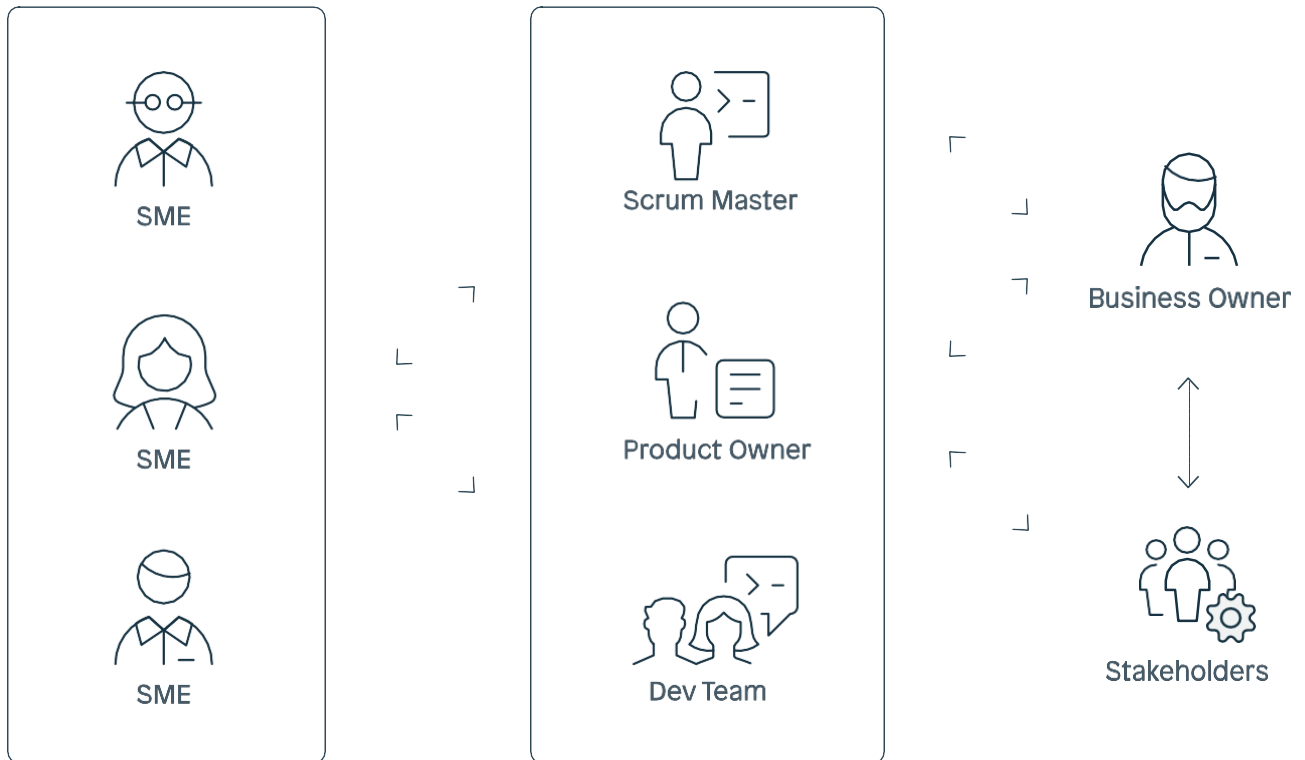 SME
SME
SME
Scrum Master
Product Owner
Dev Team
Business Owner
Stakeholders